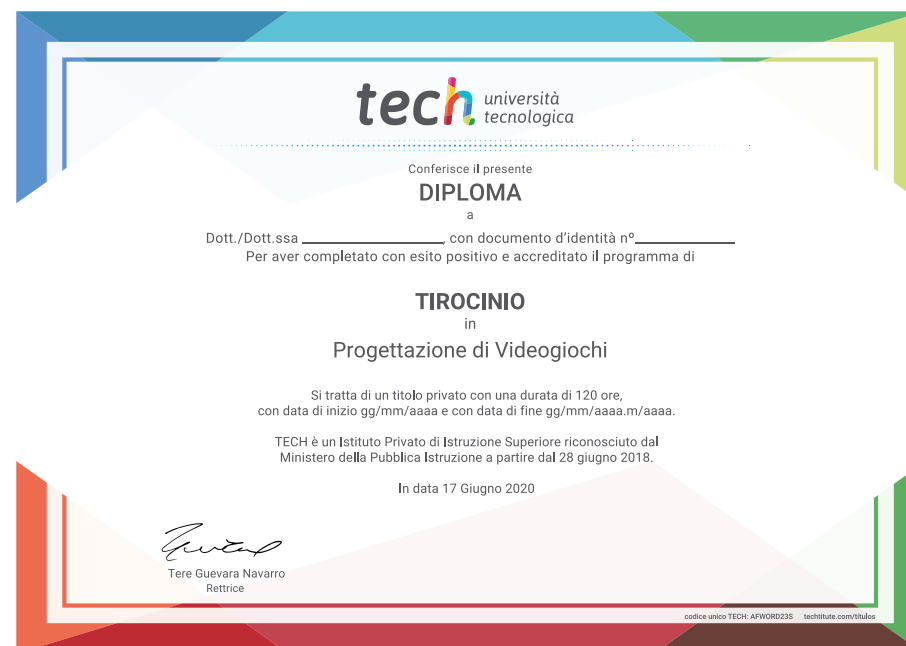 tech università
tecnologica
Conferisce il presente
DIPLOMA
a
Dott./Dott.ssa ____________________, con documento d'identità nº______________
Per aver completato con esito positivo e accreditato il programma di
TIROCINIO
in
Progettazione di Videogiochi
Si tratta di un titolo privato con una durata di 120 ore,
con data di inizio gg/mm/aaaa e con data di fine gg/mm/aaaa.m/aaaa.
TECH è un Istituto Privato di Istruzione Superiore riconosciuto dal
Ministero della Pubblica Istruzione a partire dal 28 giugno 2018.
In data 17 Giugno 2020
Tere Guevara Navarro
Rettrice
codice unico TECH: AFWORD23S techtitute.com/titulos